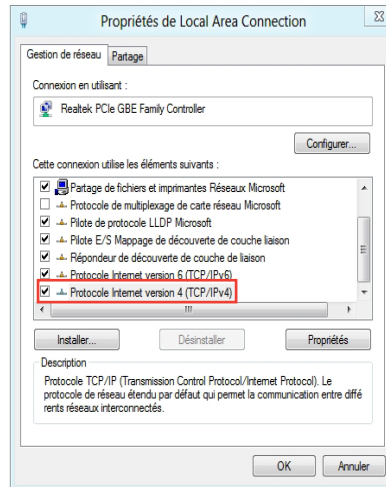 Propriétés de Local Area Connection
Gestion de réseau Partage
Connexion en utilisant :
Realtek PCIe GBE Family Controller
Configurer...
Cette connexion utilise les éléments suivants :
Partage de fichiers et imprimantes Réseaux Microsoft
Protocole de multiplexage de carte réseau Microsoft
Pilote de protocole LLDP Microsoft
Pilote E/S Mappage de découverte de couche liaison
Répondeur de découverte de couche de liaison
Protocole Internet version 6 (TCP/IPv6)
Protocole Internet version 4 (TCP/IPv4)
Installer... Désinstaller Propriétés
Description
Protocole TCP/IP (Transmission Control Protocol/Internet Protocol). Le
protocole de réseau étendu par défaut qui permet la communication entre diffé
rents réseaux interconnectés.
OK Annuler